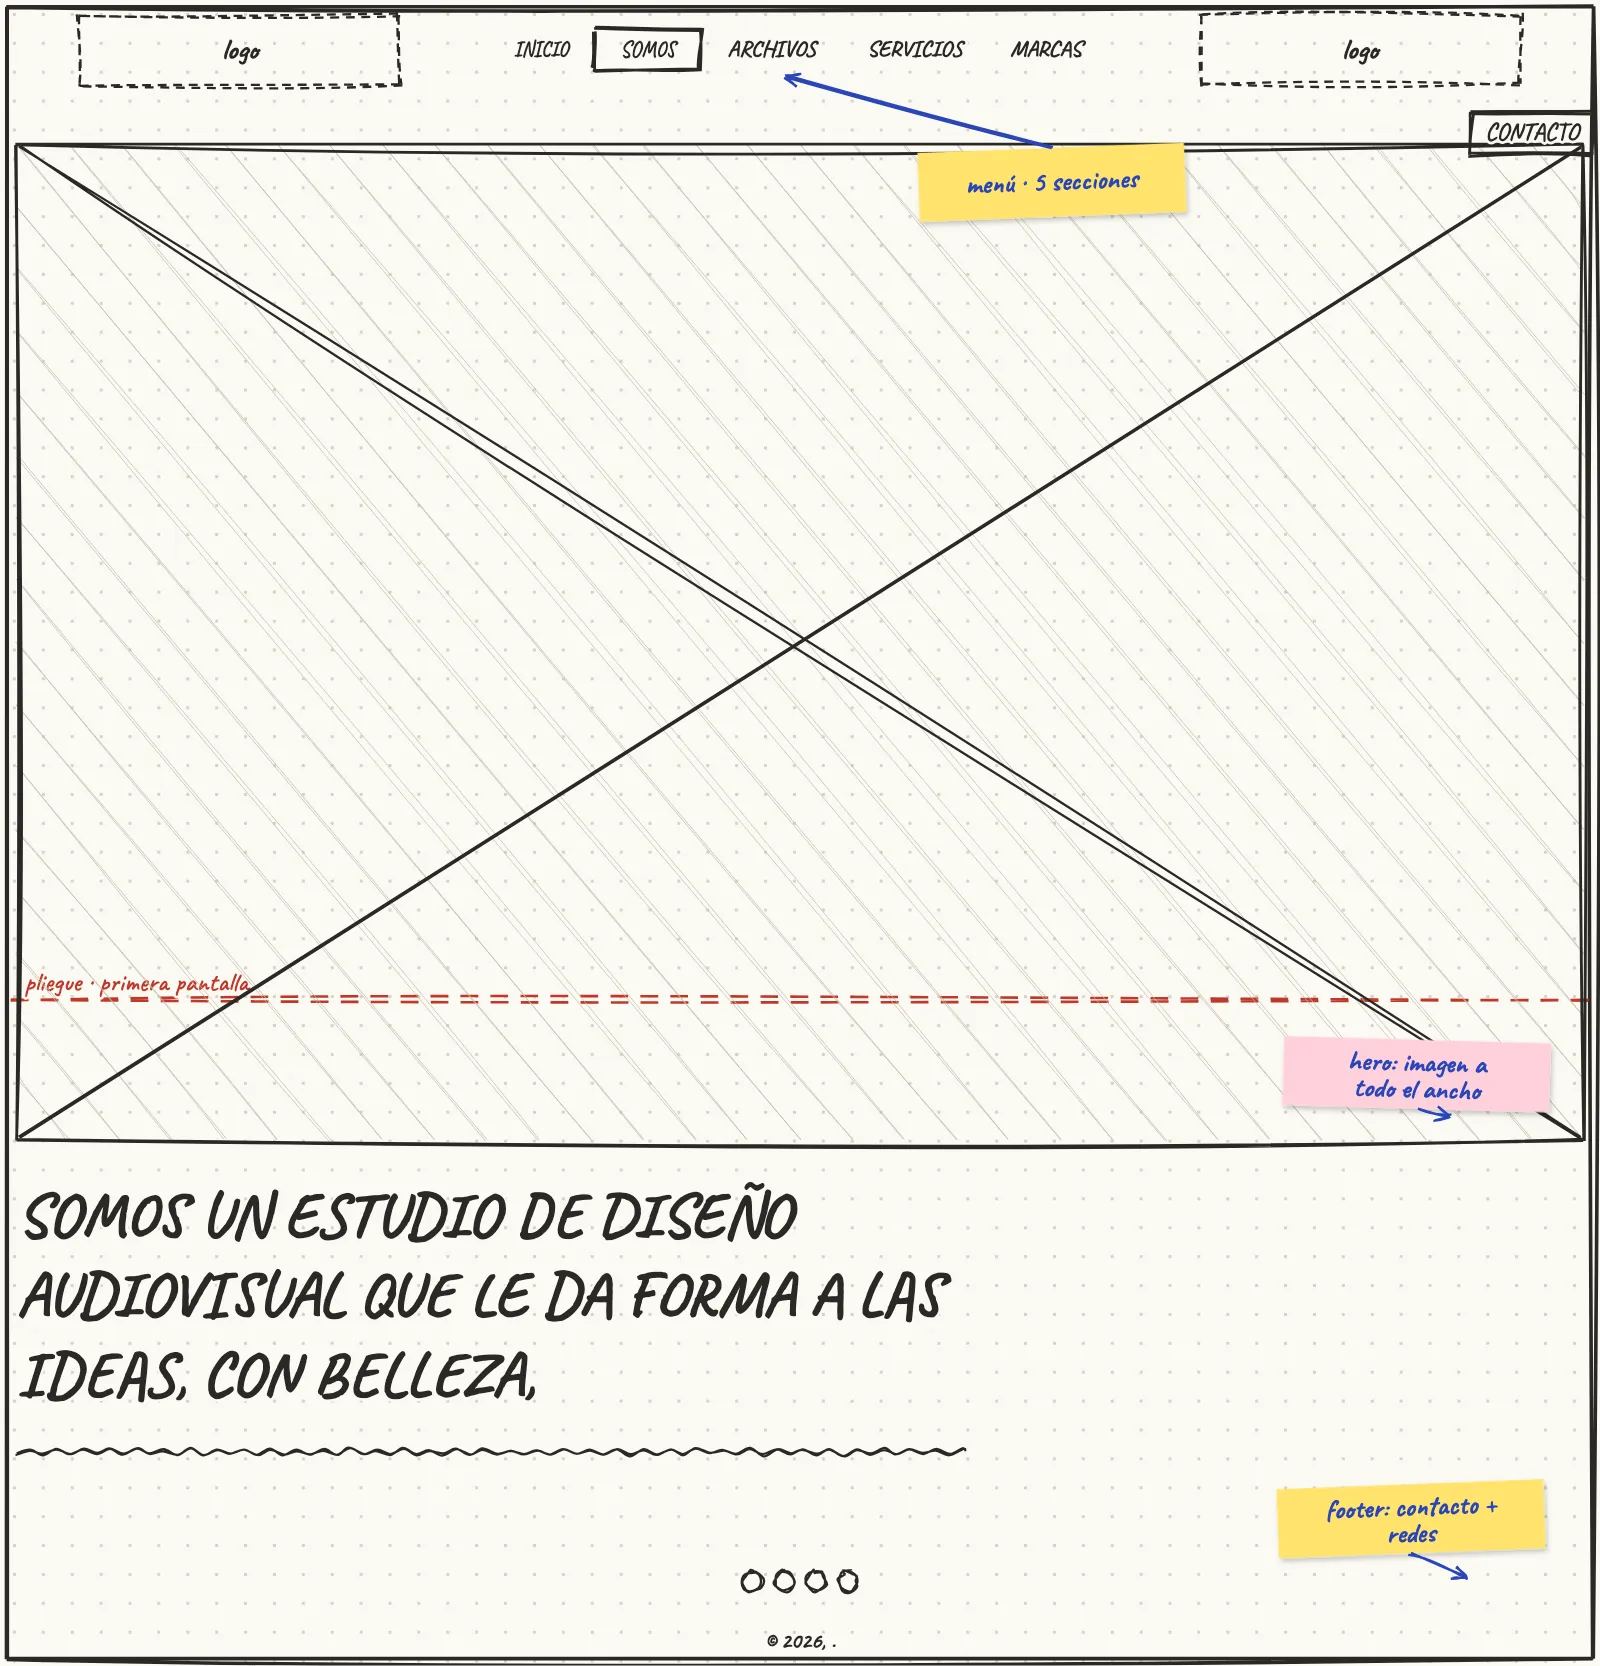 logo
INICIO SOMOS ARCHIVOS SERVICIOS MARCAS
logo
CONTACTO
menú · 5 secciones
pliegue · primera pantalla
hero: imagen a
todo el ancho
SOMOS UN ESTUDIO DE DISEÑO
AUDIOVISUAL QUE LE DA FORMA A LAS
IDEAS, CON BELLEZA,
footer: contacto +
redes
© 2026, .